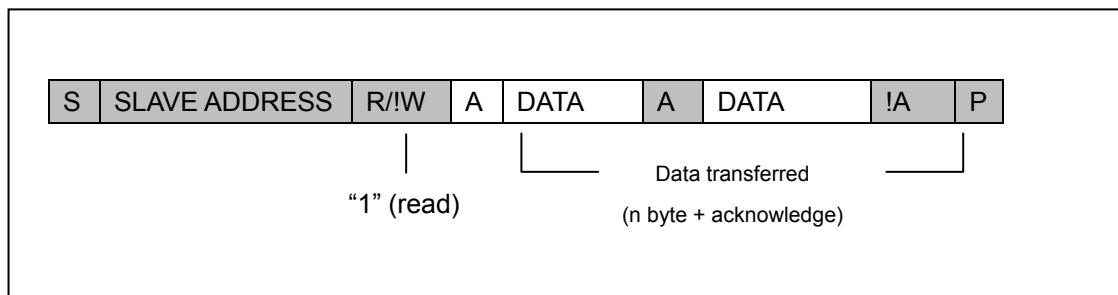 S SLAVE ADDRESS R/!W A DATA A DATA !A P
Data transferred
“1” (read)
(n byte + acknowledge)